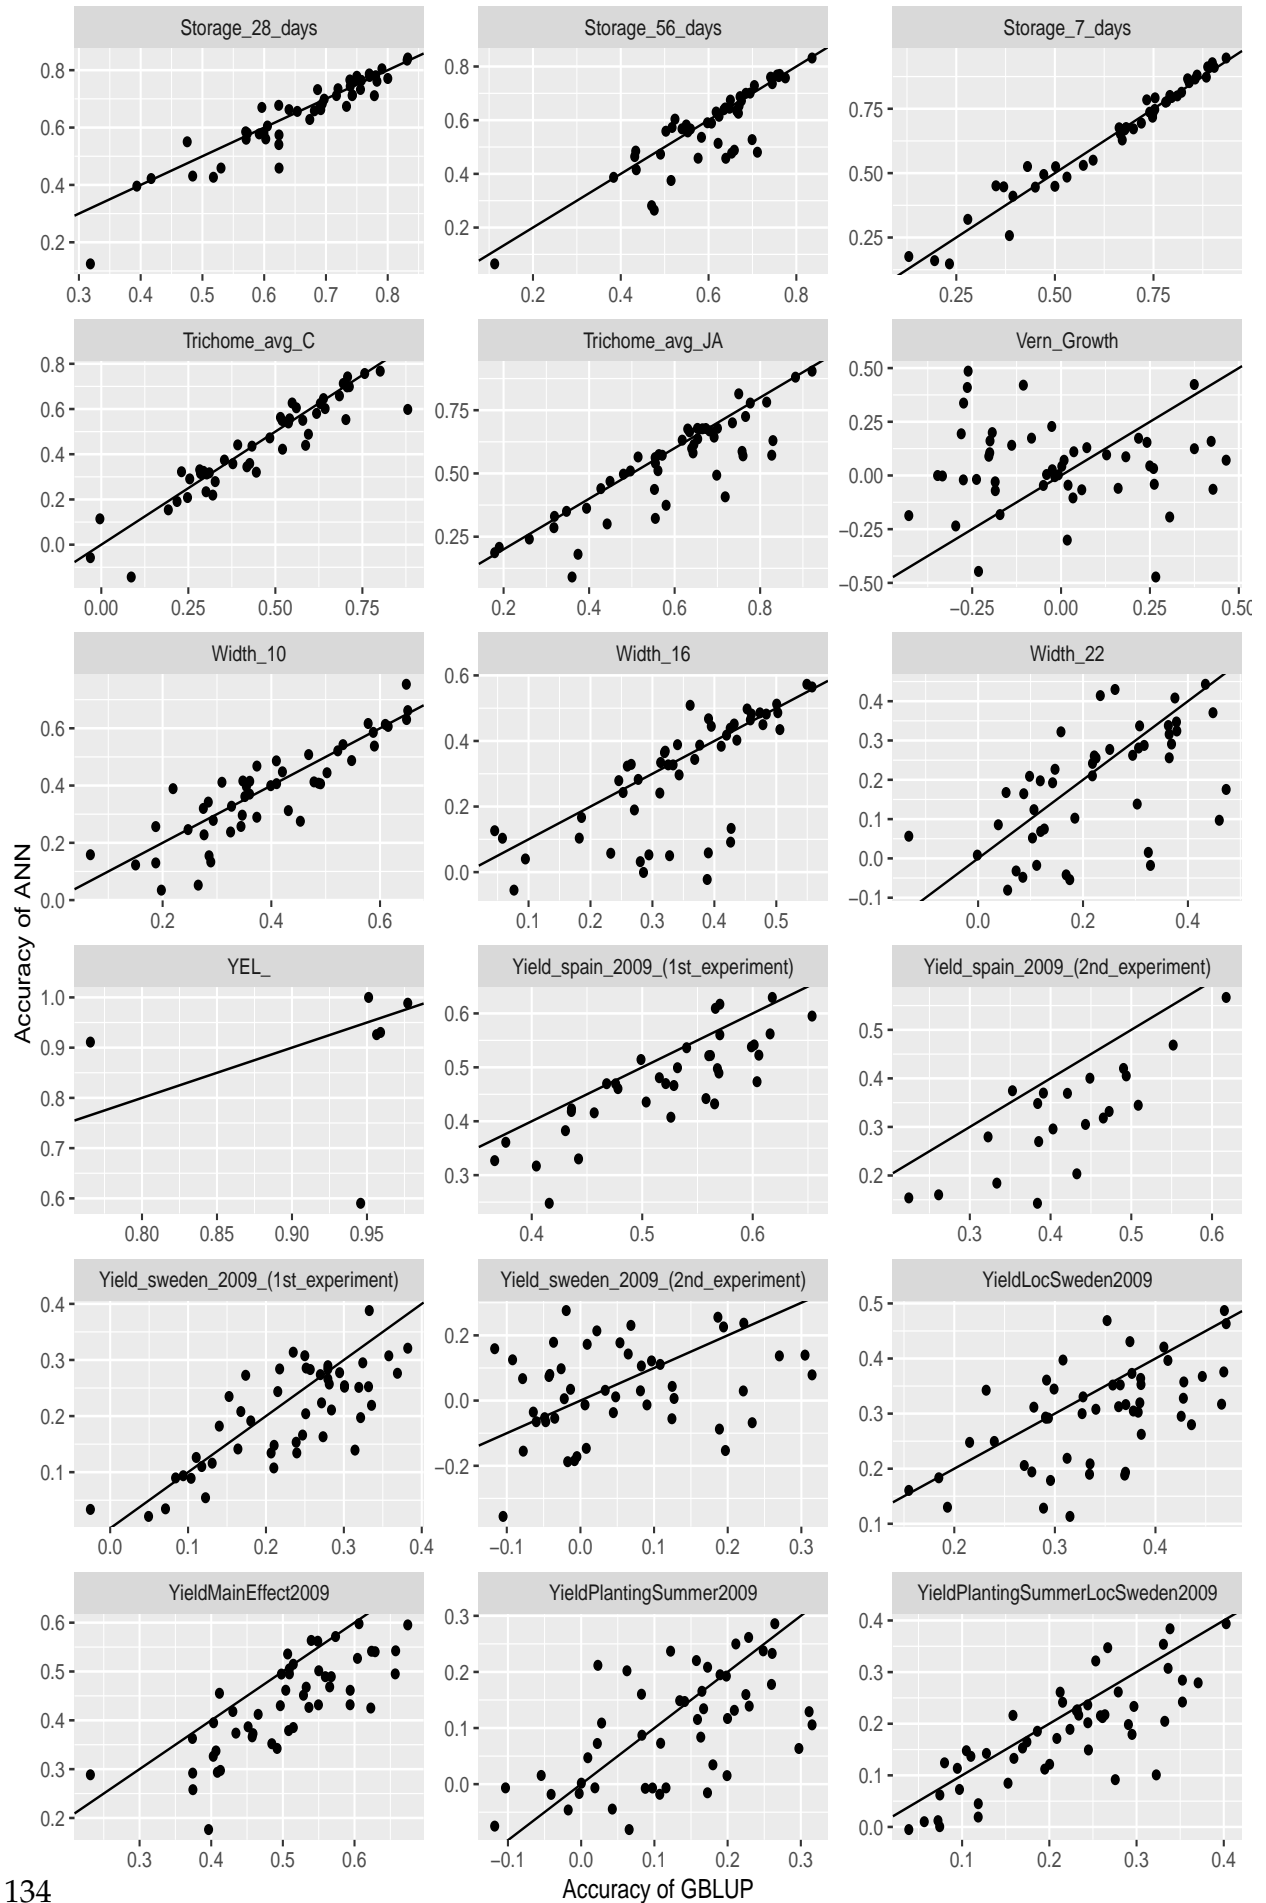 Storage_28_days Storage_56_days Storage_7_days
0.8 0.8
0.75
0.6 0.6
0.50
0.4 0.4
0.25
0.2 0.2
0.3 0.4 0.5 0.6 0.7 0.8 0.2 0.4 0.6 0.8 0.25 0.50 0.75
Trichome_avg_C Trichome_avg_JA Vern_Growth
0.8 0.50
0.6 0.75 0.25
0.4 0.50 0.00
0.2
0.25 −0.25
0.0
−0.50
0.00 0.25 0.50 0.75 0.2 0.4 0.6 0.8 −0.25 0.00 0.25 0.50
Width_10 Width_16 Width_22
0.6 0.4
0.6 0.4 0.3
0.4 0.2
0.2 0.1
0.2 0.0
0.0 0.0 −0.1
0.2 0.4 0.6 0.1 0.2 0.3 0.4 0.5 0.0 0.2 0.4
Accuracy of ANN
YEL_ Yield_spain_2009_(1st_experiment) Yield_spain_2009_(2nd_experiment)
1.0 0.6 0.5
0.9 0.5 0.4
0.8
0.4 0.3
0.7
0.3 0.2
0.6
0.80 0.85 0.90 0.95 0.4 0.5 0.6 0.3 0.4 0.5 0.6
Yield_sweden_2009_(1st_experiment) Yield_sweden_2009_(2nd_experiment) YieldLocSweden2009
0.4 0.5
0.3 0.2 0.4
0.2 0.0 0.3
0.1 −0.2 0.2
0.1
0.0 0.1 0.2 0.3 0.4 −0.1 0.0 0.1 0.2 0.3 0.2 0.4
YieldMainEffect2009 YieldPlantingSummer2009 YieldPlantingSummerLocSweden2009
0.6 0.3 0.4
0.5 0.2 0.3
0.4 0.1 0.2
0.3 0.0 0.1
0.2 0.0
0.3 0.4 0.5 0.6 −0.1 0.0 0.1 0.2 0.3 0.1 0.2 0.3 0.4
Accuracy of GBLUP
134